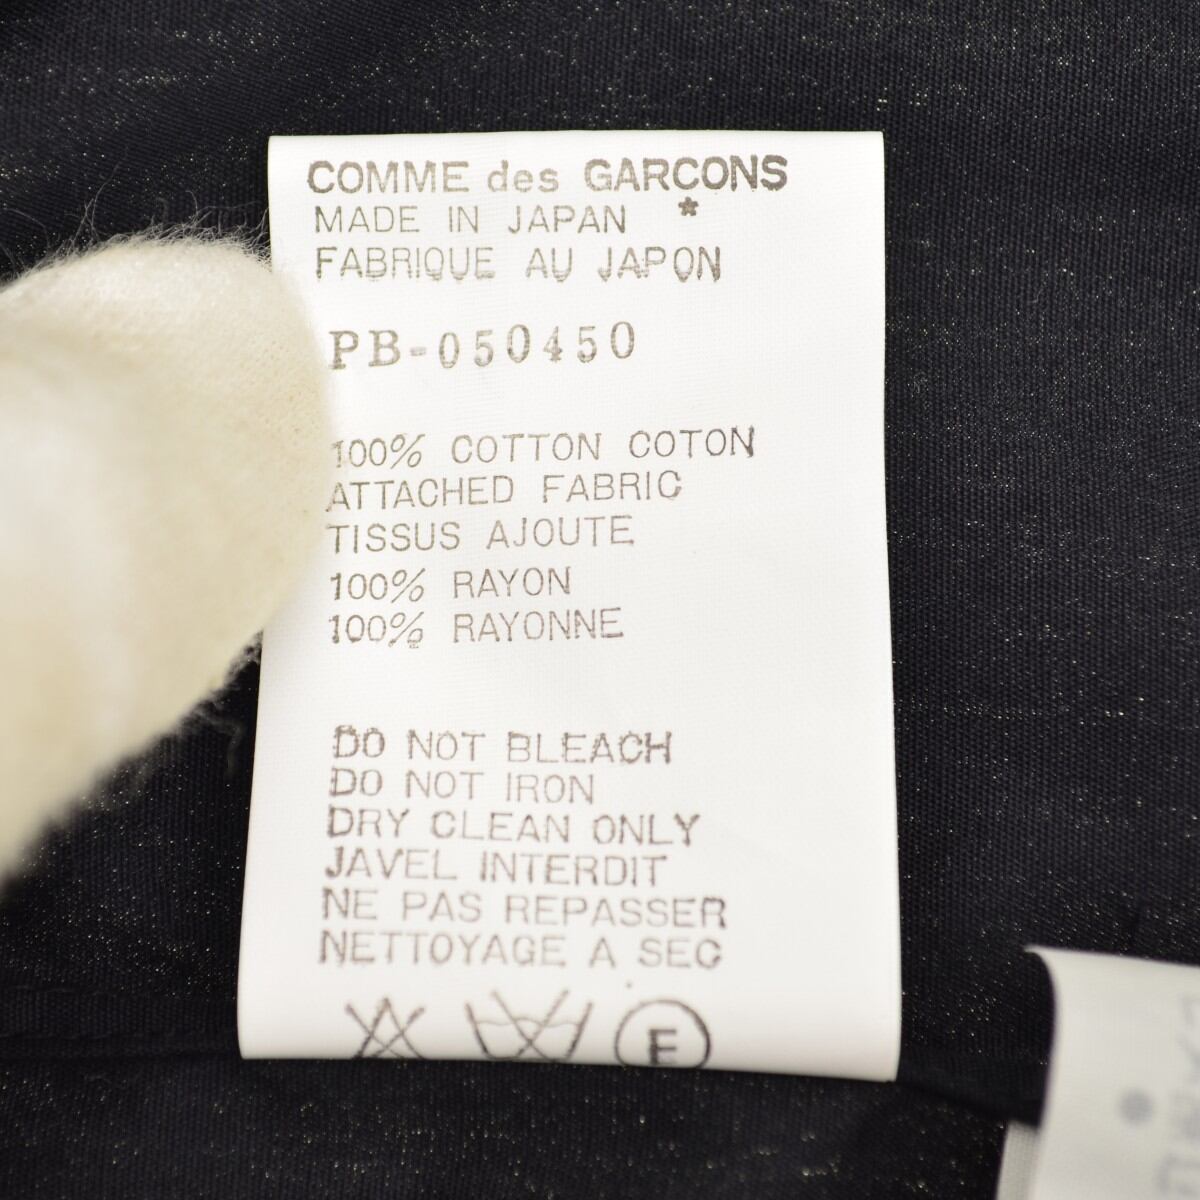 COMME des GARCONS
*
MADE IN JAPAN
FABRIQUE AU JAPON
PB-050450
100% COTTON COTON
ATTACHED FABRIC
TISSUS AJOUTE
100% RAYON
100% RAYONNE
DO NOT BLEACH
DO NOT IRON
DRY CLEAN ONLY
JAVEL INTERDIT
NE PAS REPASSER
NETTOYAGE A SEC
F